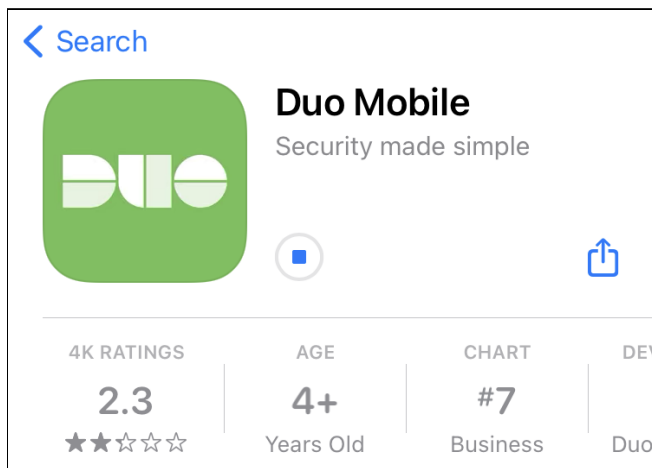 Search
DUO
Duo Mobile
Security made simple
4K RATINGS
AGE
CHART
DEV
2.3
4+
#7
Years Old
Business
Duo